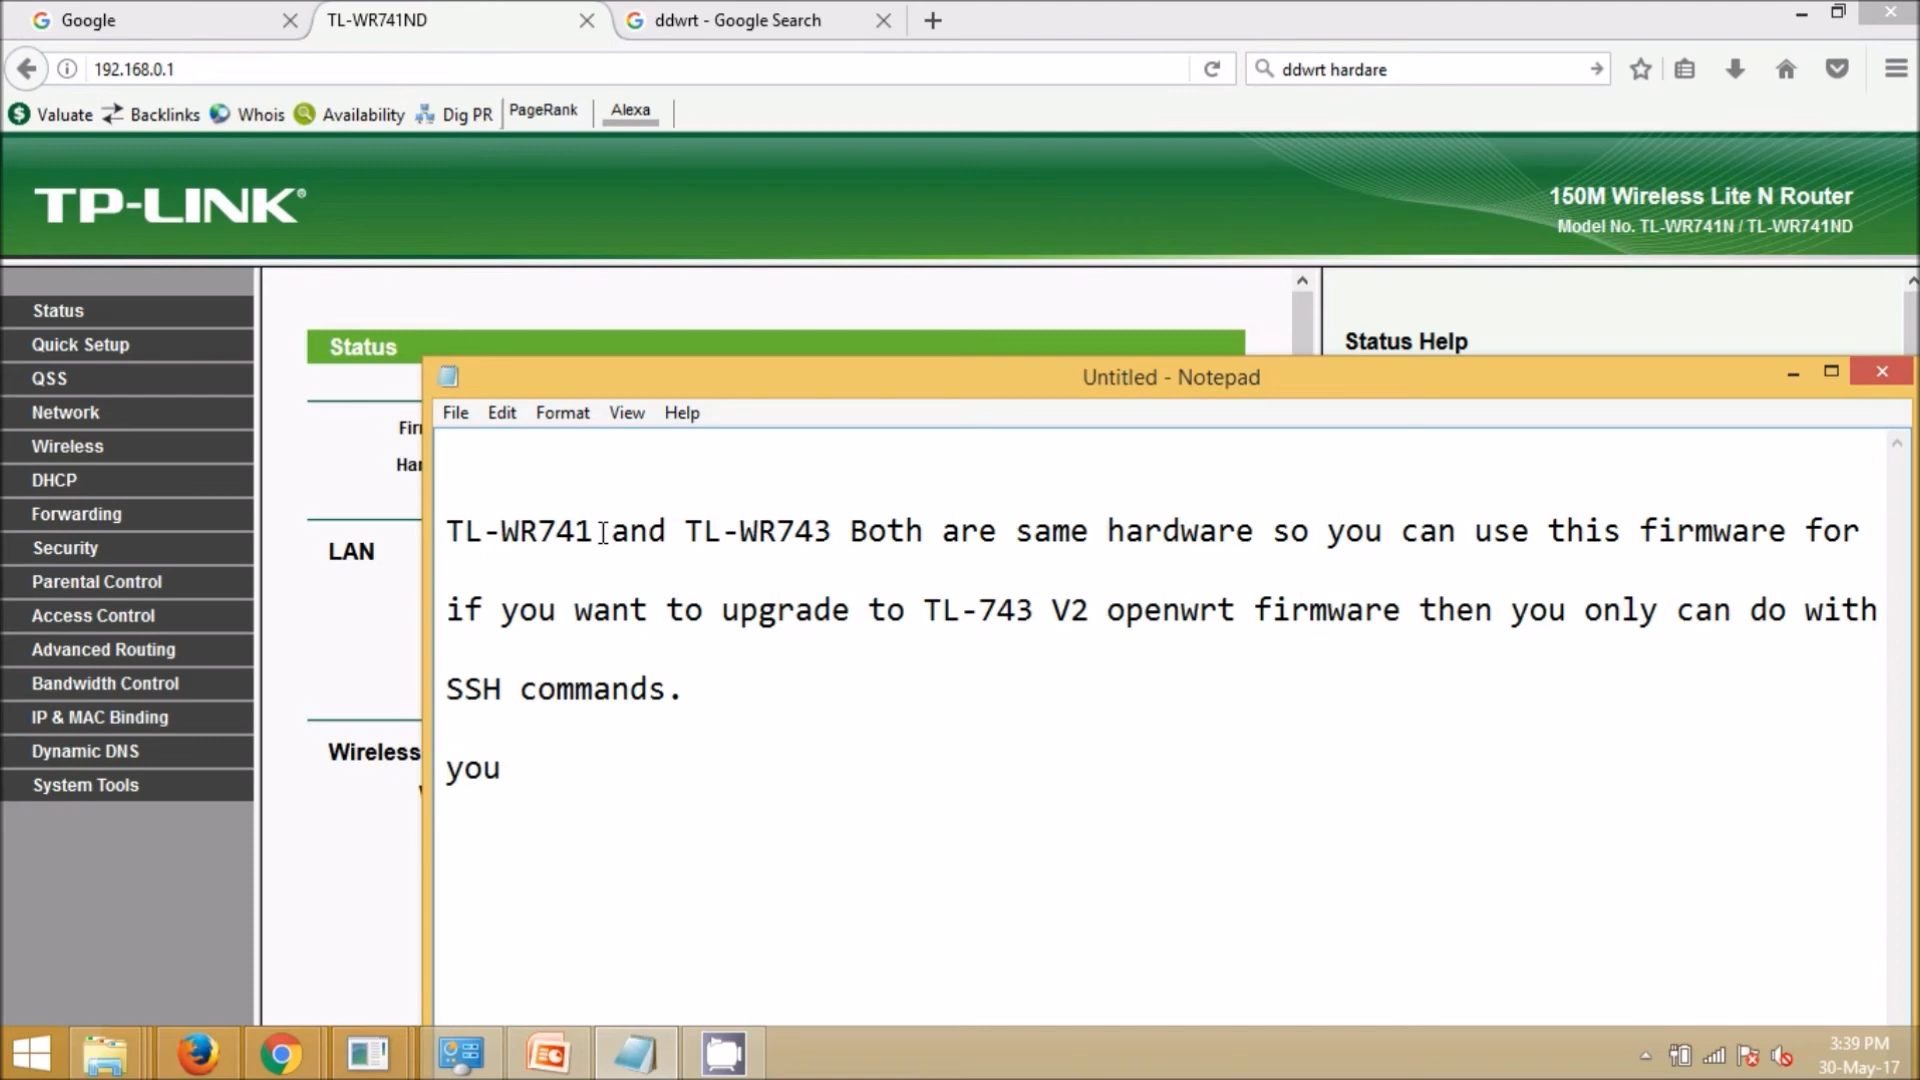 Google
TL-WR741ND
ddwrt - Google Search
192.168.0.1
ddwrt hardare
Valuate
Backlinks
Whois
Availability
Dig PR
PageRank
Alexa
TP-LINK®
150M Wireless Lite N Router
Model No. TL-WR741N / TL-WR741ND
Status
Quick Setup
QSS
Network
Wireless
DHCP
Forwarding
Security
Parental Control
Access Control
Advanced Routing
Bandwidth Control
IP & MAC Binding
Dynamic DNS
System Tools
Status
LAN
Wireless
Status Help
Untitled - Notepad
File Edit Format View Help
TL-WR741 and TL-WR743 Both are same hardware so you can use this firmware for
if you want to upgrade to TL-743 V2 openwrt firmware then you only can do with
SSH commands.
you
3:39 PM
30-May-17